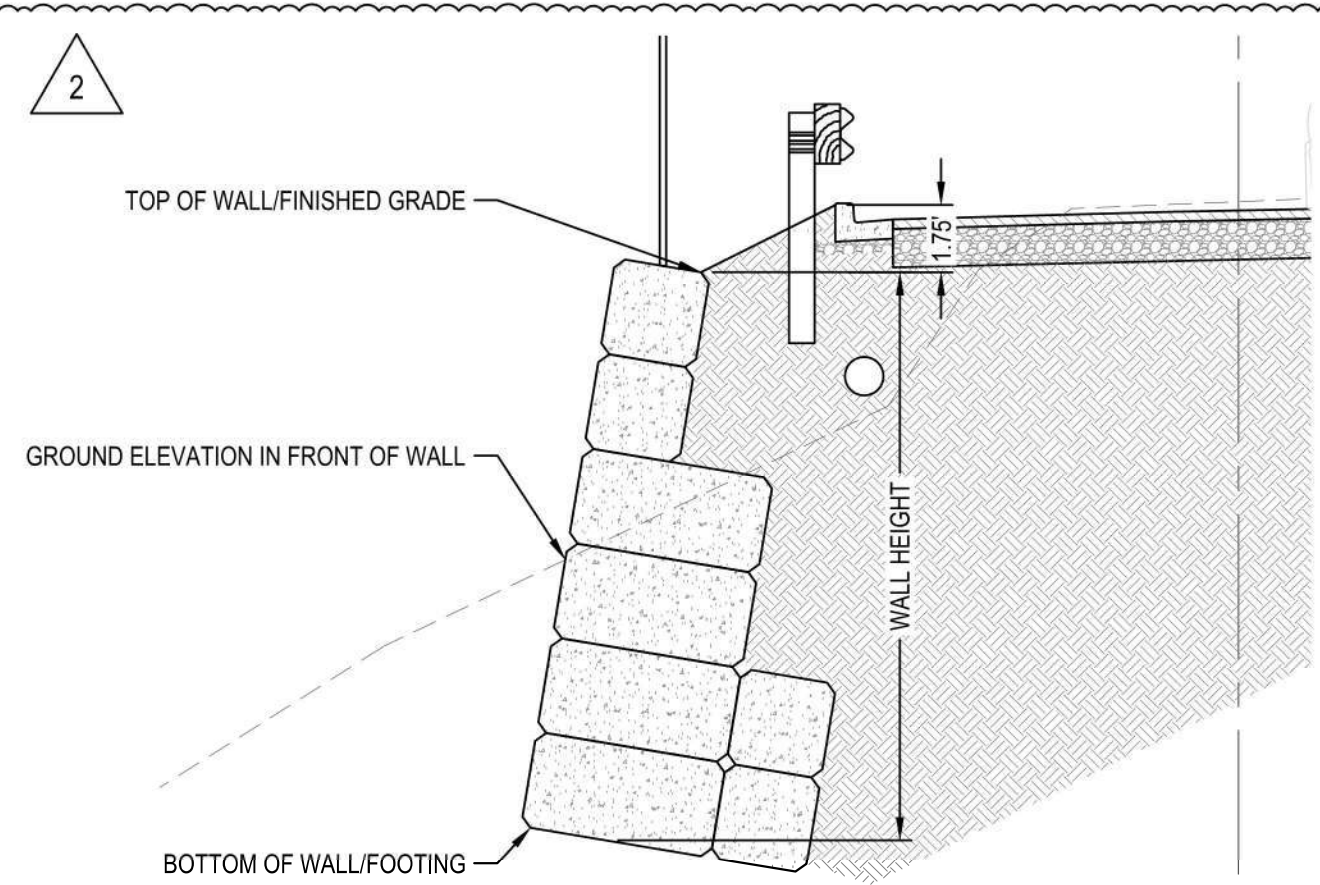 2
TOP OF WALL/FINISHED GRADE
1.75'
GROUND ELEVATION IN FRONT OF WALL
WALL HEIGHT
BOTTOM OF WALL/FOOTING